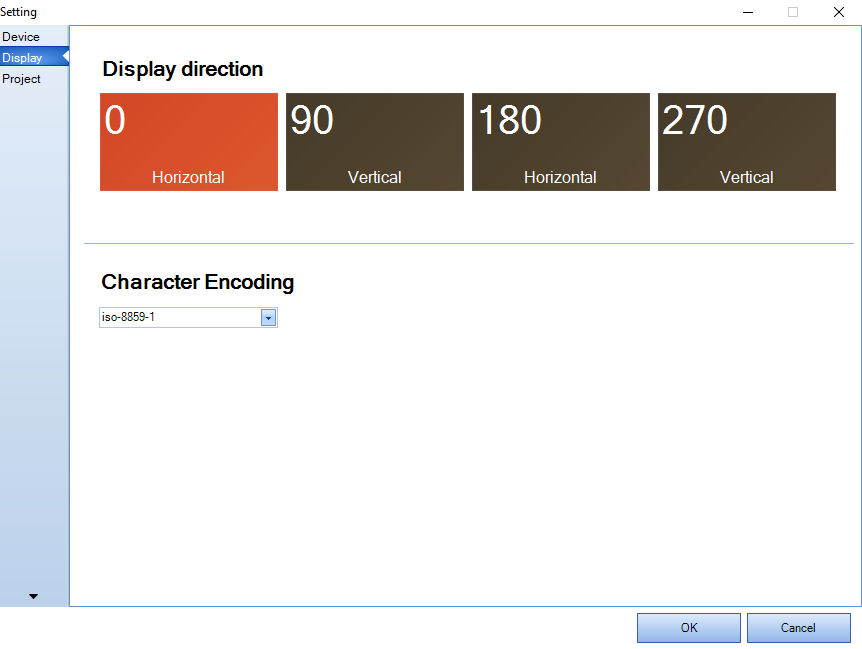 Setting
Device
Display
Project
Display direction
0
Horizontal
90
Vertical
180
Horizontal
270
Vertical
Character Encoding
iso-8859-1
OK
Cancel